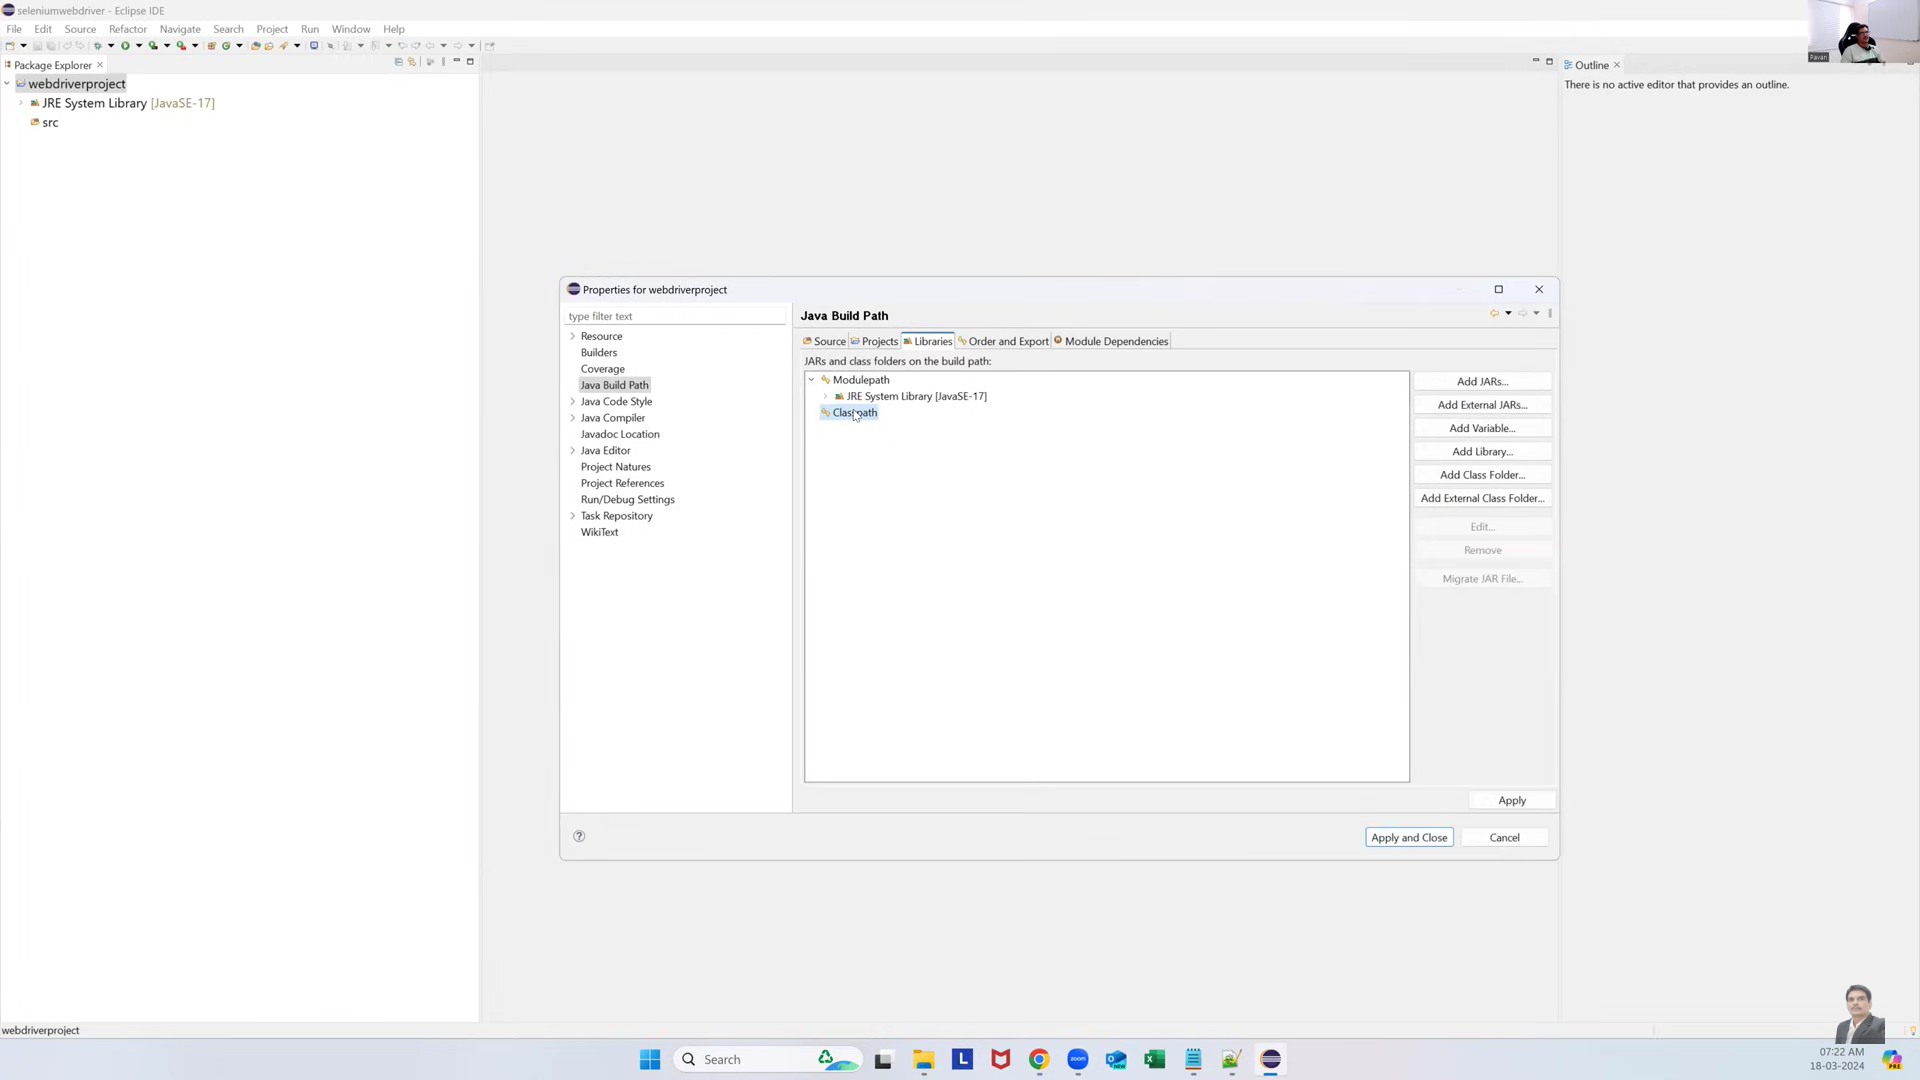 seleniumwebdriver - Eclipse IDE
File Edit Source Refactor Navigate Search Project Run Window Help
Pavan
Package Explorer
Outline
webdriverproject
There is no active editor that provides an outline.
JRE System Library [JavaSE-17]
src
Properties for webdriverproject
type filter text
Java Build Path
Resource
Builders
Coverage
Java Build Path
Java Code Style
Java Compiler
Javadoc Location
Java Editor
Project Natures
Project References
Run/Debug Settings
Task Repository
WikiText
Source Projects Libraries Order and Export Module Dependencies
JARs and class folders on the build path:
Modulepath
JRE System Library [JavaSE-17]
Classpath
Add JARs...
Add External JARs...
Add Variable...
Add Library...
Add Class Folder...
Add External Class Folder...
Edit...
Remove
Migrate JAR File...
Apply
Apply and Close Cancel
webdriverproject
Search
L
zoom
07:22 AM
18-03-2024
PRE